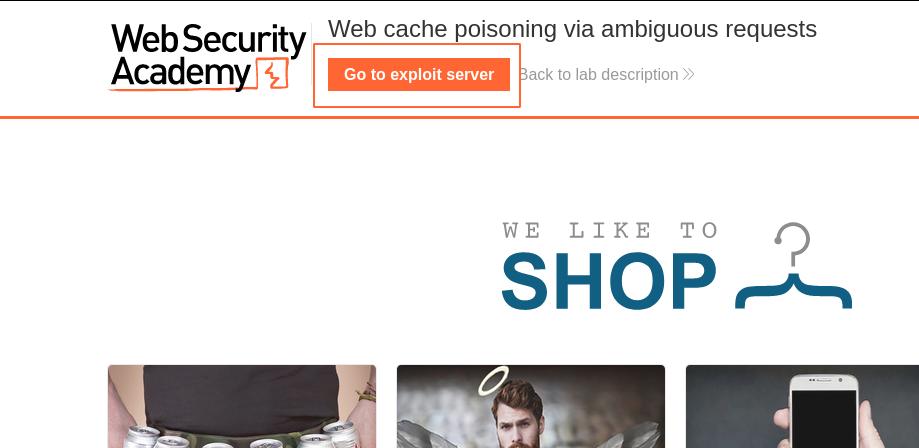 Web Security
Academy
Web cache poisoning via ambiguous requests
Go to exploit server
Back to lab description
WE LIKE TO
SHOP